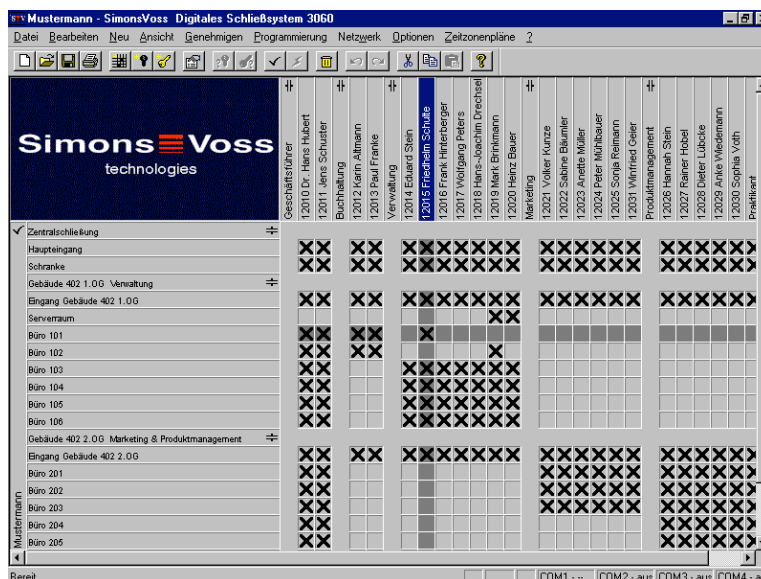 Mustermann - SimonsVoss Digitales Schließsystem 3060
Datei Bearbeiten Neu Ansicht Genehmigen Programmierung Netzwerk Optionen Zeitzonenpläne ?
Simons Voss
technologies
Geschäftsführer
12010 Dr. Hans Hubert
12011 Jens Schuster
Buchhaltung
12012 Karin Altmann
12013 Paul Franke
Verwaltung
12014 Eduard Stein
12015 Friedhelm Schulte
12016 Frank Hinterberger
12017 Wolfgang Peters
12018 Hans-Joachim Drechsel
12019 Mark Brinkmann
12020 Heinz Bauer
Marketing
12021 Volker Kunze
12022 Sabine Bäumler
12023 Anette Müller
12024 Peter Mühlbauer
12025 Sonja Reimann
12031 Winfried Geier
Produktmanagement
12026 Hannah Stein
12027 Rainer Hobel
12028 Dieter Lübcke
12029 Anke Wiedemann
12030 Sophia Voth
Praktikant
Zentralschließung
Haupteingang
Schranke
Gebäude 402 1.OG Verwaltung
Eingang Gebäude 402 1.OG
Serverraum
Büro 101
Büro 102
Büro 103
Büro 104
Büro 105
Büro 106
Gebäude 402 2.OG Marketing & Produktmanagement
Eingang Gebäude 402 2.OG
Büro 201
Büro 202
Büro 203
Büro 204
Büro 205
Mustermann
Bereit
COM2 - aus COM3 - aus